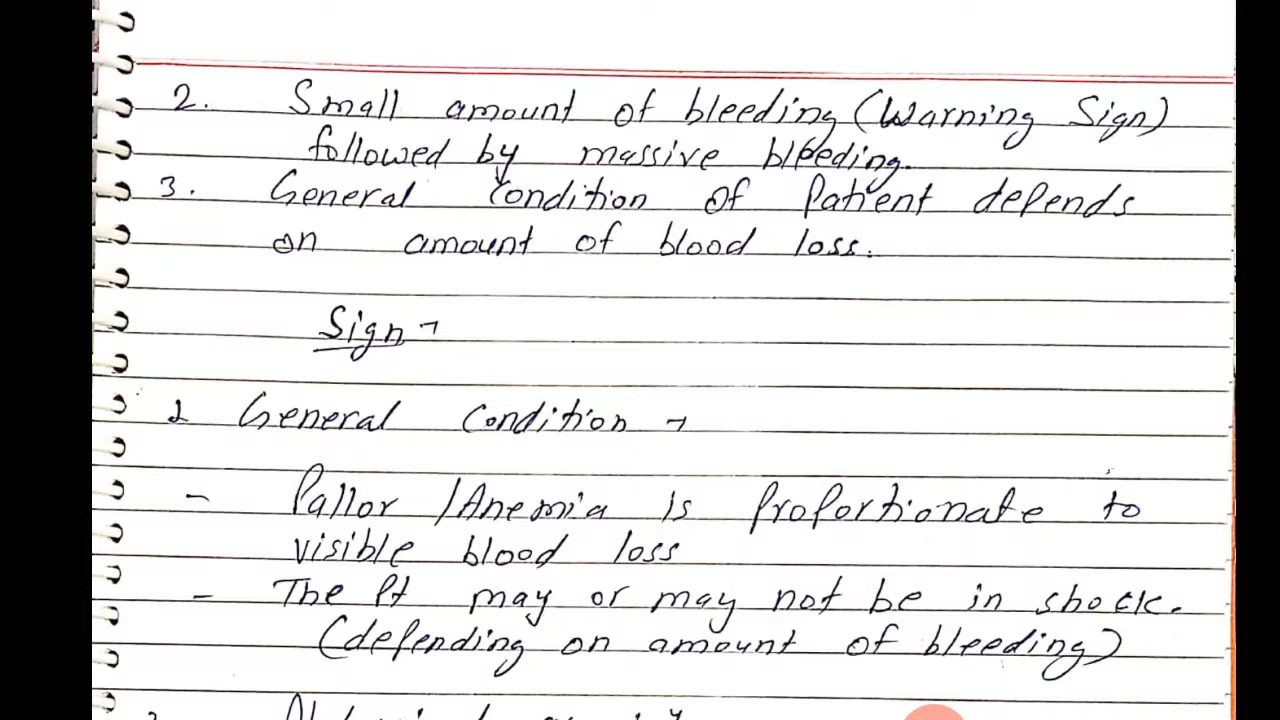 2. Small amount of bleeding (Warning Sign)
followed by massive bleeding.
3. General Condition of Patient depends
on amount of blood loss.
Sign →
1 General Condition →
- Pallor / Anemia is Proportionate to
visible blood loss
- The Pt may or may not be in shock.
(depending on amount of bleeding)